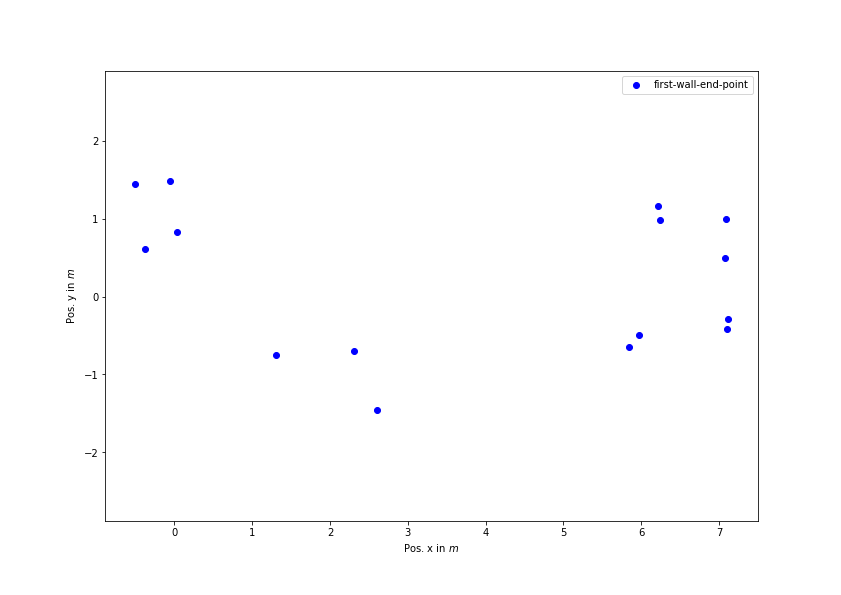 first-wall-end-point
2
1
0
−1
−2
Pos. y in m
0 1 2 3 4 5 6 7
Pos. x in m